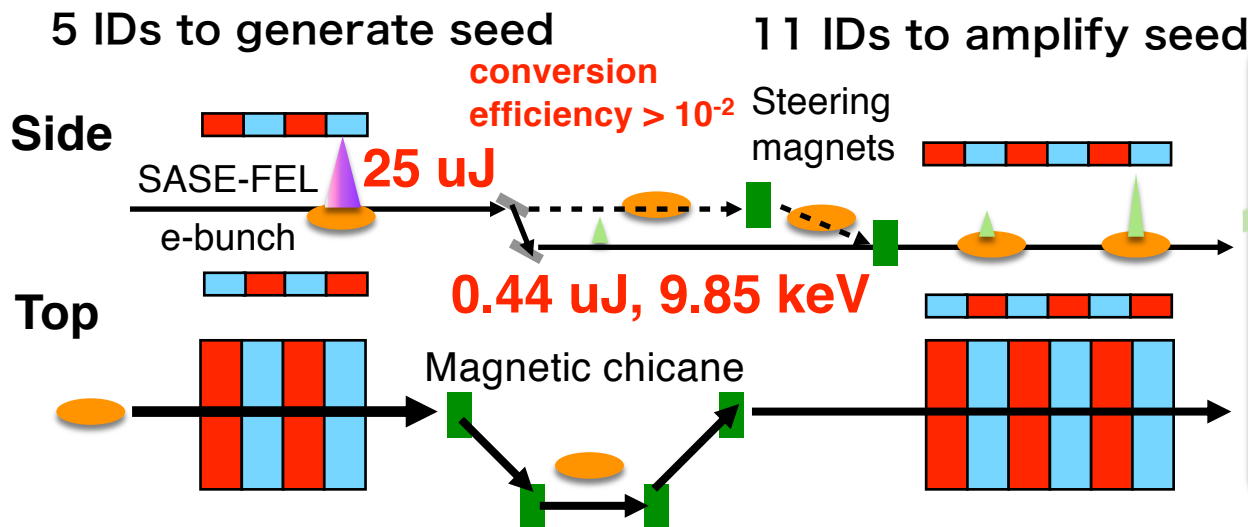 5 IDs to generate seed
11 IDs to amplify seed
conversion
efficiency > 10-2
Steering
magnets
Side
SASE-FEL
25 uJ
e-bunch
0.44 uJ, 9.85 keV
Top
Magnetic chicane